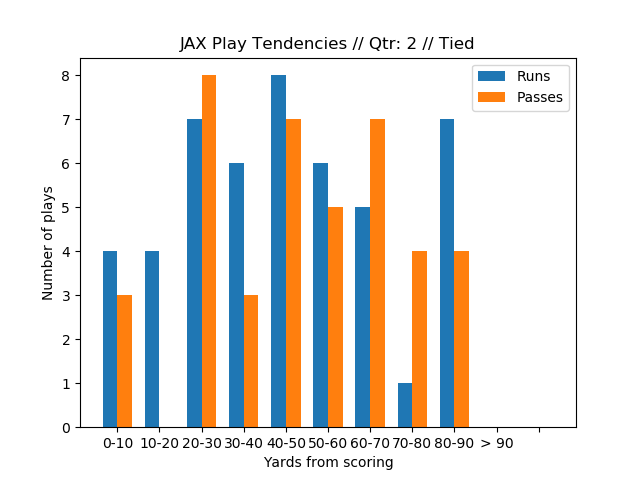 JAX Play Tendencies // Qtr: 2 // Tied
Runs
Passes
Number of plays
8
7
6
5
4
3
2
1
0
0-10 10-20 20-30 30-40 40-50 50-60 60-70 70-80 80-90 > 90
Yards from scoring